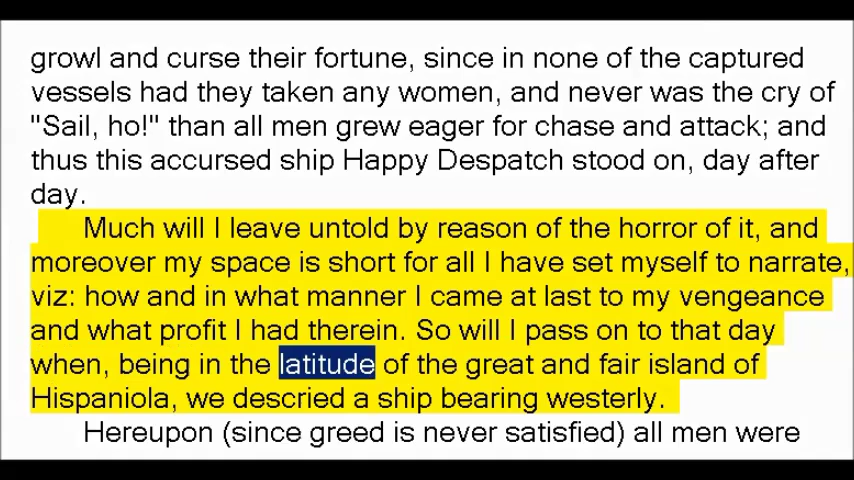 growl and curse their fortune, since in none of the captured
vessels had they taken any women, and never was the cry of
"Sail, ho!" than all men grew eager for chase and attack; and
thus this accursed ship Happy Despatch stood on, day after
day.
Much will I leave untold by reason of the horror of it, and
moreover my space is short for all I have set myself to narrate,
viz: how and in what manner I came at last to my vengeance
and what profit I had therein. So will I pass on to that day
when, being in the latitude of the great and fair island of
Hispaniola, we descried a ship bearing westerly.
Hereupon (since greed is never satisfied) all men were